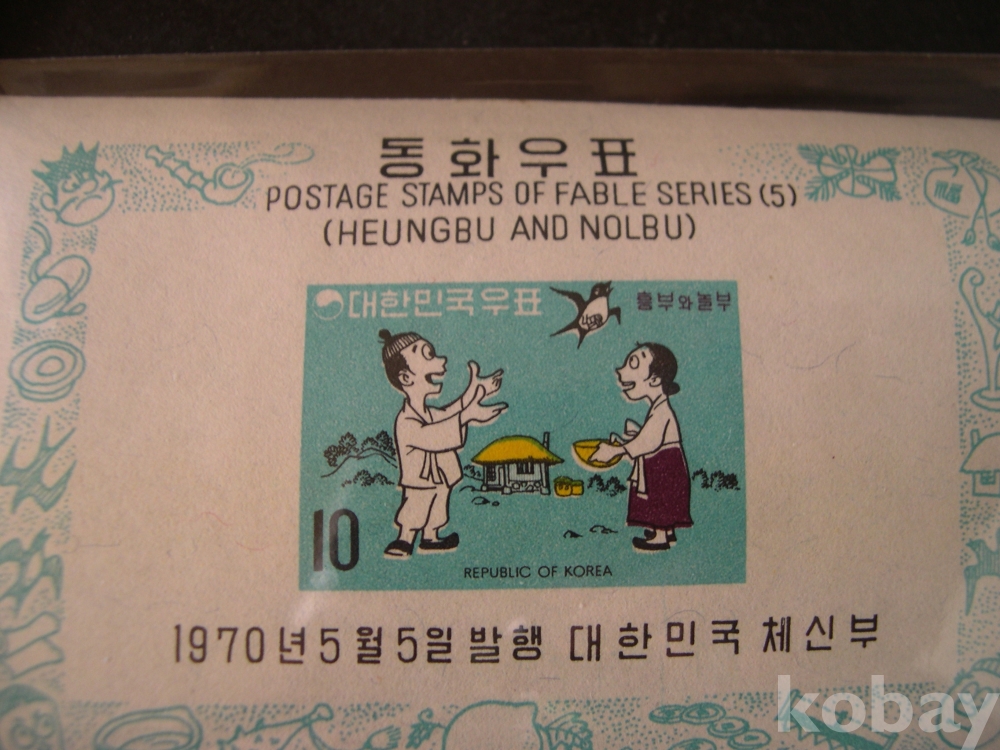 동화우표
POSTAGE STAMPS OF FABLE SERIES (5)
(HEUNGBU AND NOLBU)
대한민국우표
흥부와 놀부
10
REPUBLIC OF KOREA
1970년 5월 5일 발행 대한민국 체신부
kobay